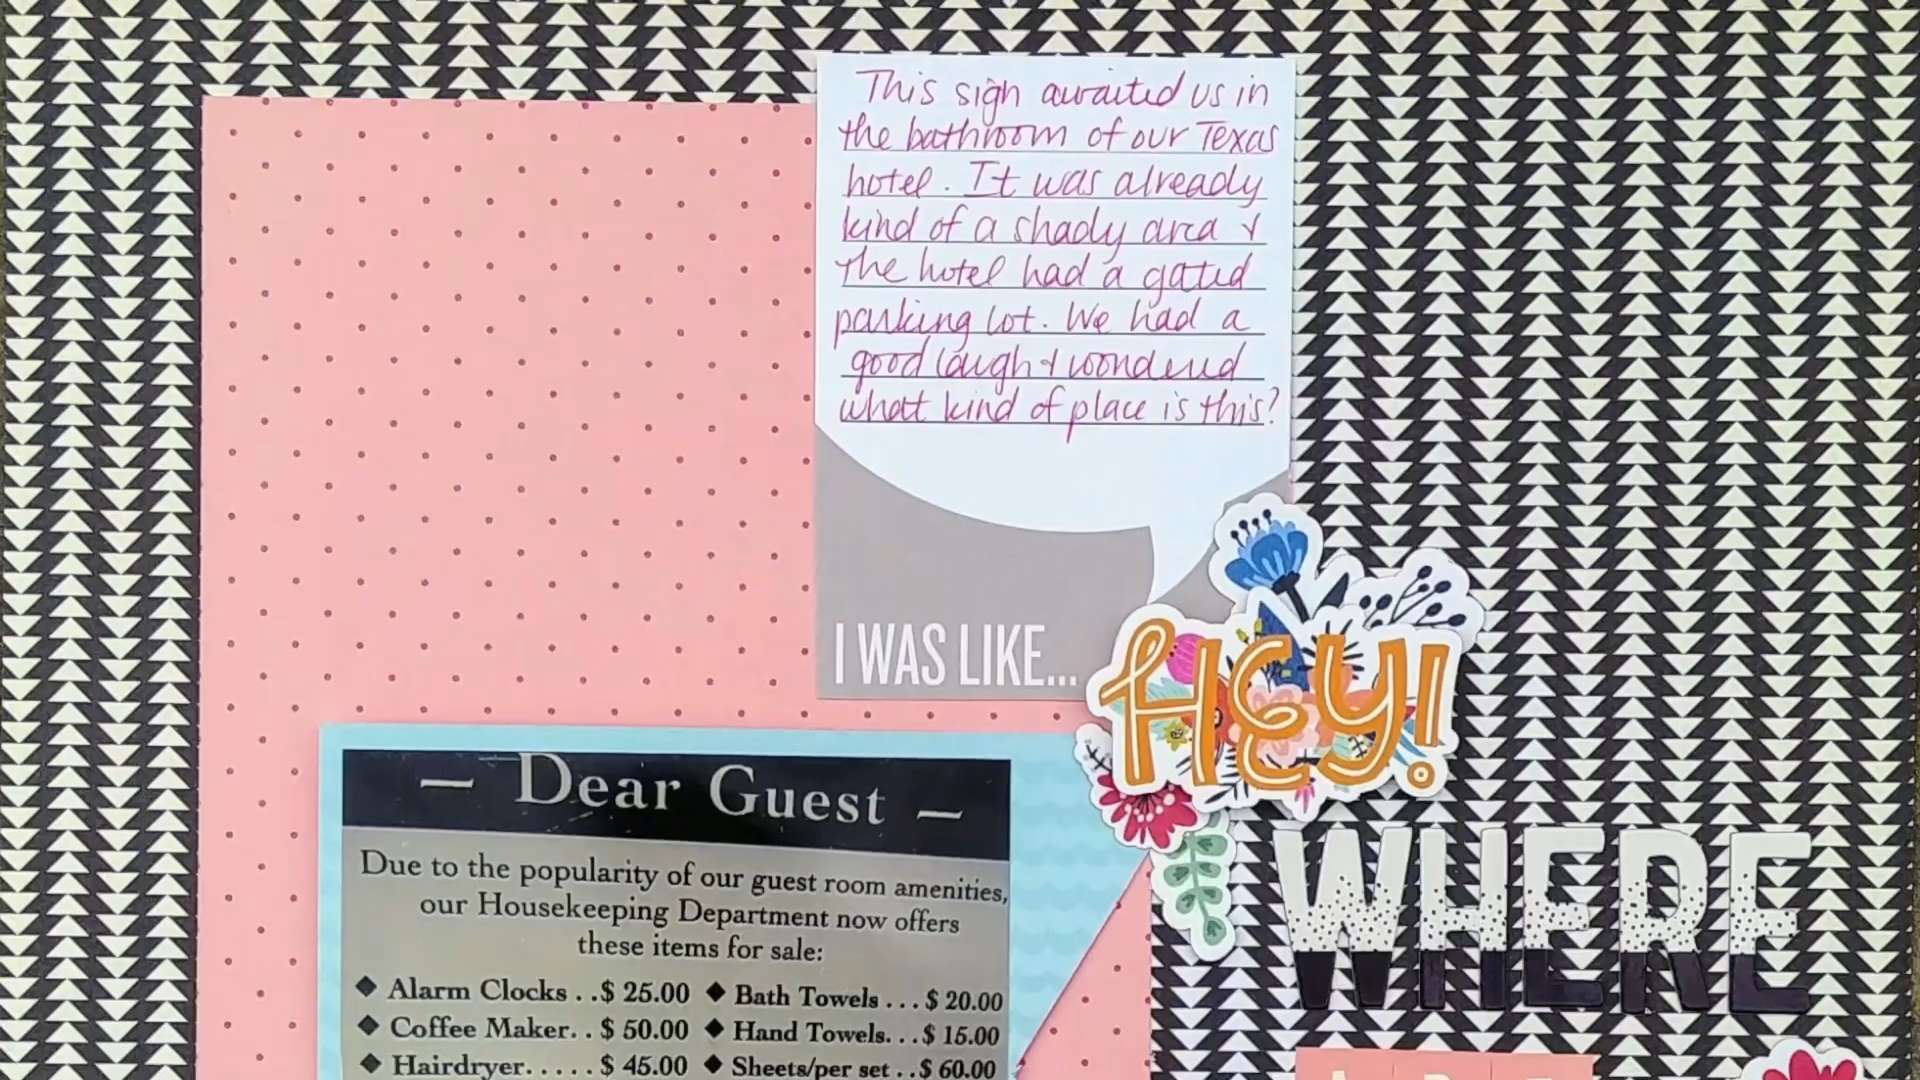 This sign awaited us in
the bathroom of our Texas
hotel. It was already
kind of a shady area &
the hotel had a gated
parking lot. We had a
good laugh & wondered
what kind of place is this?
I WAS LIKE...
HEY!
— Dear Guest —
Due to the popularity of our guest room amenities,
our Housekeeping Department now offers
these items for sale:
◆ Alarm Clocks . . $ 25.00 ◆ Bath Towels . . . $ 20.00
◆ Coffee Maker. . $ 50.00 ◆ Hand Towels. . . $ 15.00
◆ Hairdryer. . . . . $ 45.00 ◆ Sheets/per set . . $ 60.00
WHERE